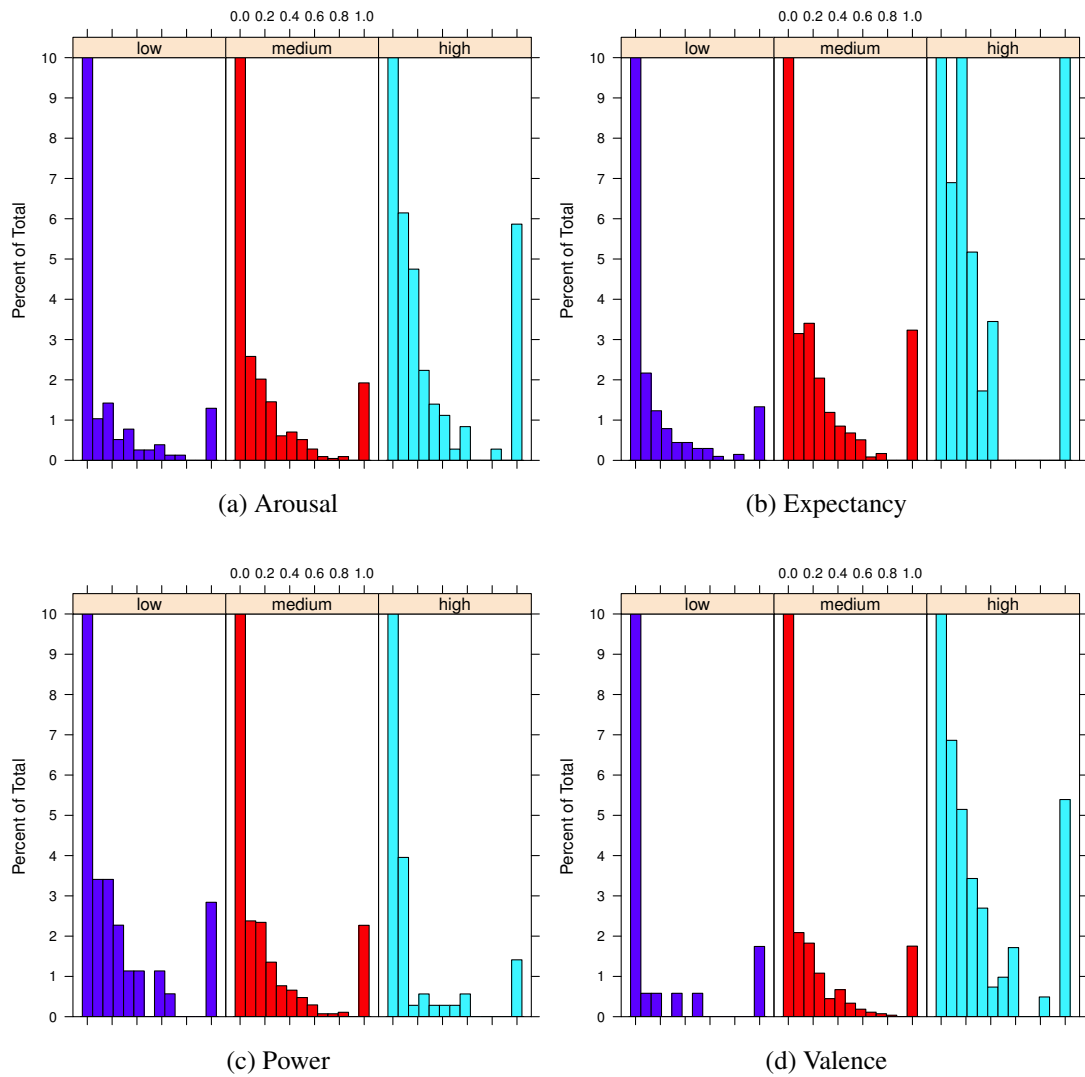 0.0 0.2 0.4 0.6 0.8 1.0
low medium high
10
9
8
7
6
5
4
3
2
1
0
Percent of Total
(a) Arousal
0.0 0.2 0.4 0.6 0.8 1.0
low medium high
10
9
8
7
6
5
4
3
2
1
0
Percent of Total
(b) Expectancy
0.0 0.2 0.4 0.6 0.8 1.0
low medium high
10
9
8
7
6
5
4
3
2
1
0
Percent of Total
(c) Power
0.0 0.2 0.4 0.6 0.8 1.0
low medium high
10
9
8
7
6
5
4
3
2
1
0
Percent of Total
(d) Valence